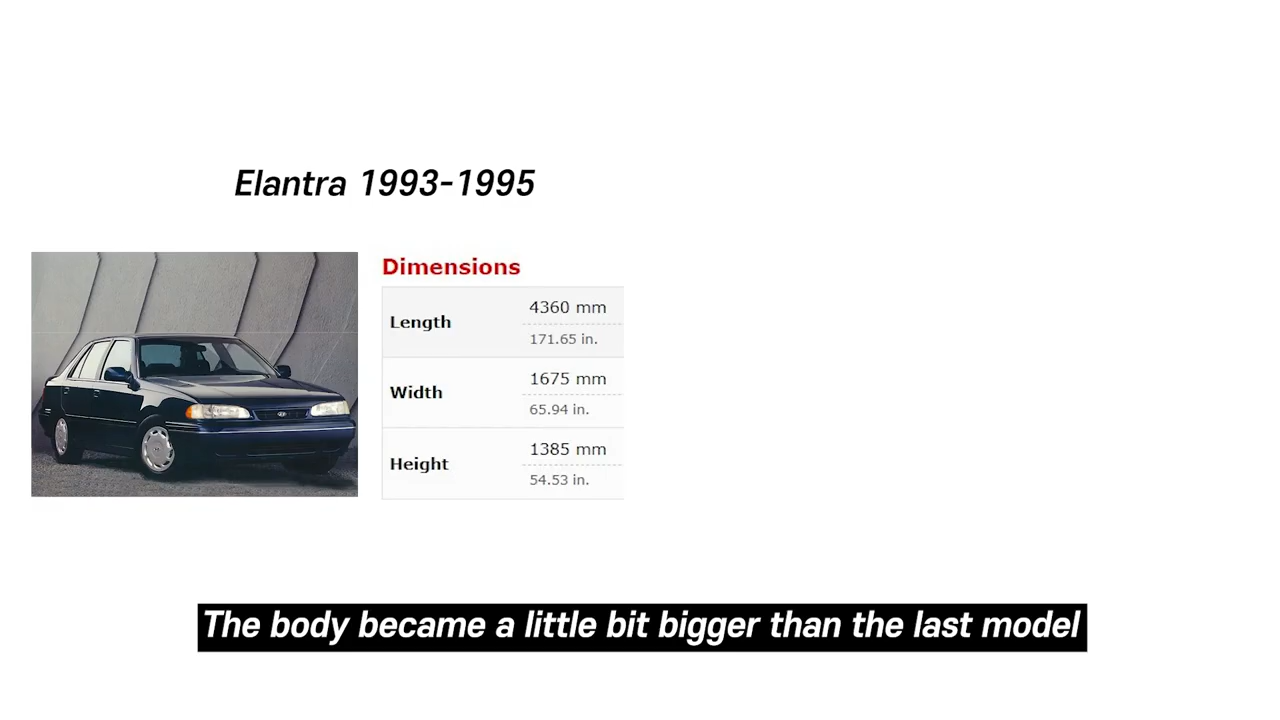 Elantra 1993-1995
Dimensions
Length
4360 mm
171.65 in.
Width
1675 mm
65.94 in.
Height
1385 mm
54.53 in.
The body became a little bit bigger than the last model